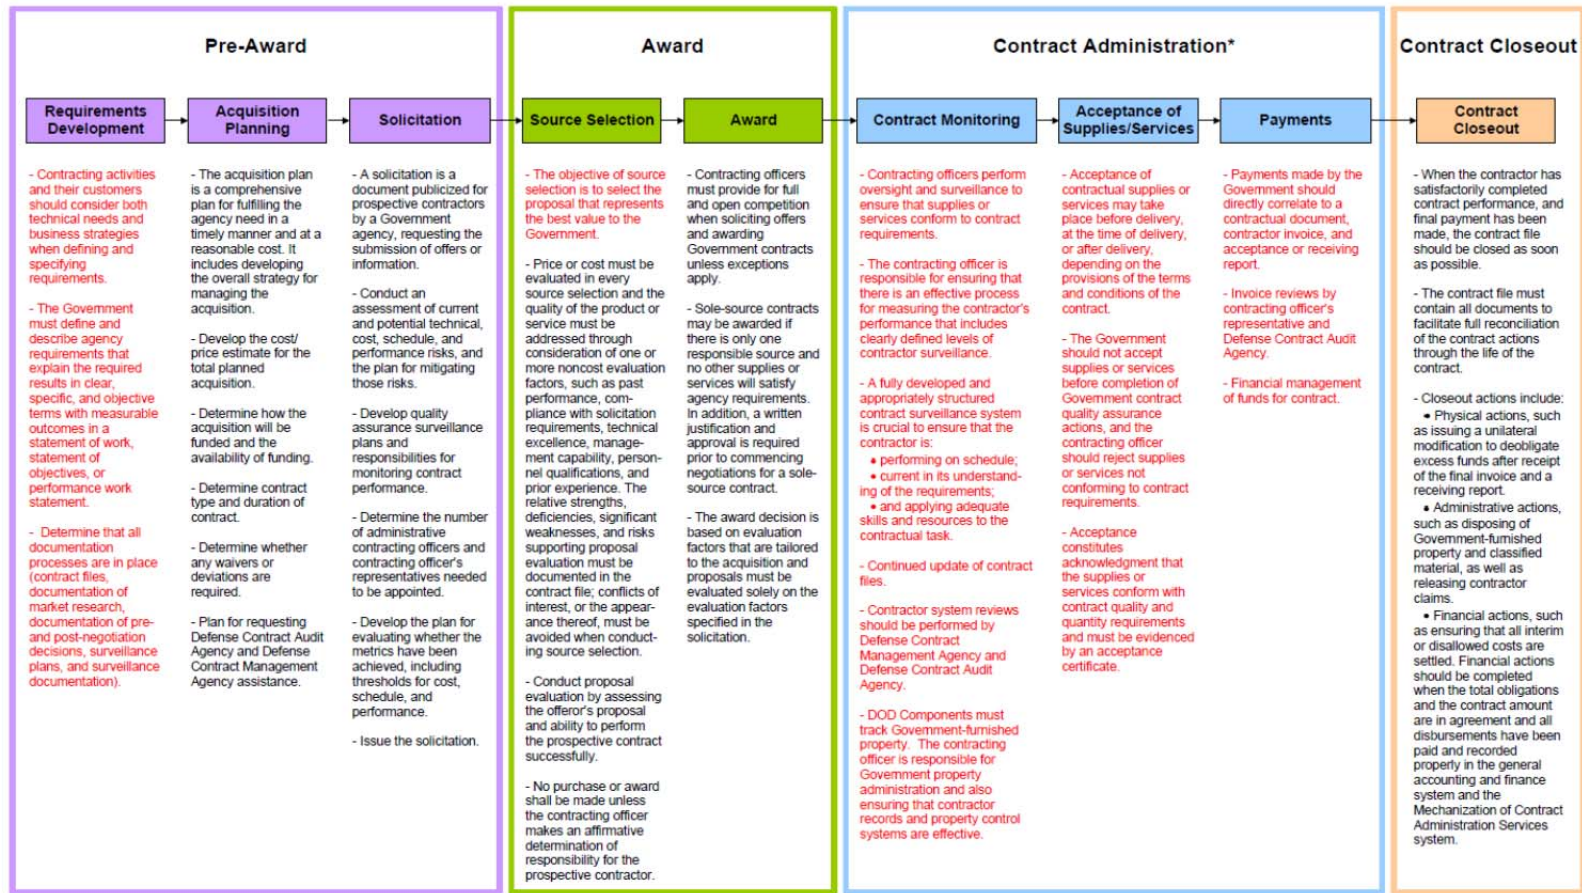 Pre-Award
Requirements
Development
- Contracting activities
and their customers
should consider both
technical needs and
business strategies
when defining and
specifying
requirements.
- The Government
must define and
describe agency
requirements that
explain the required
results in clear,
specific, and objective
terms with measurable
outcomes in a
statement of work,
statement of
objectives, or
performance work
statement.
- Determine that all
documentation
processes are in place
(contract files,
documentation of
market research,
documentation of pre-
and post-negotiation
decisions, surveillance
plans, and surveillance
documentation).
Acquisition
Planning
- The acquisition plan
is a comprehensive
plan for fulfilling the
agency need in a
timely manner and at a
reasonable cost. It
includes developing
the overall strategy for
managing the
acquisition.
- Develop the cost/
price estimate for the
total planned
acquisition.
- Determine how the
acquisition will be
funded and the
availability of funding.
- Determine contract
type and duration of
contract.
- Determine whether
any waivers or
deviations are
required.
- Plan for requesting
Defense Contract Audit
Agency and Defense
Contract Management
Agency assistance.
Solicitation
- A solicitation is a
document publicized for
prospective contractors
by a Government
agency, requesting the
submission of offers or
information.
- Conduct an
assessment of current
and potential technical,
cost, schedule, and
performance risks, and
the plan for mitigating
those risks.
- Develop quality
assurance surveillance
plans and
responsibilities for
monitoring contract
performance.
- Determine the number
of administrative
contracting officers and
contracting officer's
representatives needed
to be appointed.
- Develop the plan for
evaluating whether the
metrics have been
achieved, including
thresholds for cost,
schedule, and
performance.
- Issue the solicitation.
Award
Source Selection
- The objective of source
selection is to select the
proposal that represents
the best value to the
Government.
- Price or cost must be
evaluated in every
source selection and the
quality of the product or
service must be
addressed through
consideration of one or
more noncost evaluation
factors, such as past
performance, com-
pliance with solicitation
requirements, technical
excellence, manage-
ment capability, person-
nel qualifications, and
prior experience. The
relative strengths,
deficiencies, significant
weaknesses, and risks
supporting proposal
evaluation must be
documented in the
contract file; conflicts of
interest, or the appear-
ance thereof, must be
avoided when conduct-
ing source selection.
- Conduct proposal
evaluation by assessing
the offeror's proposal
and ability to perform
the prospective contract
successfully.
- No purchase or award
shall be made unless
the contracting officer
makes an affirmative
determination of
responsibility for the
prospective contractor.
Award
- Contracting officers
must provide for full
and open competition
when soliciting offers
and awarding
Government contracts
unless exceptions
apply.
- Sole-source contracts
may be awarded if
there is only one
responsible source and
no other supplies or
services will satisfy
agency requirements.
In addition, a written
justification and
approval is required
prior to commencing
negotiations for a sole-
source contract.
- The award decision is
based on evaluation
factors that are tailored
to the acquisition and
proposals must be
evaluated solely on the
evaluation factors
specified in the
solicitation.
Contract Administration*
Contract Monitoring
- Contracting officers perform
oversight and surveillance to
ensure that supplies or
services conform to contract
requirements.
- The contracting officer is
responsible for ensuring that
there is an effective process
for measuring the contractor's
performance that includes
clearly defined levels of
contractor surveillance.
- A fully developed and
appropriately structured
contract surveillance system
is crucial to ensure that the
contractor is:
• performing on schedule;
• current in its understand-
ing of the requirements;
• and applying adequate
skills and resources to the
contractual task.
- Continued update of contract
files.
- Contractor system reviews
should be performed by
Defense Contract
Management Agency and
Defense Contract Audit
Agency.
- DOD Components must
track Government-furnished
property. The contracting
officer is responsible for
Government property
administration and also
ensuring that contractor
records and property control
systems are effective.
Acceptance of
Supplies/Services
- Acceptance of
contractual supplies or
services may take
place before delivery,
at the time of delivery,
or after delivery,
depending on the
provisions of the terms
and conditions of the
contract.
- The Government
should not accept
supplies or services
before completion of
Government contract
quality assurance
actions, and the
contracting officer
should reject supplies
or services not
conforming to contract
requirements.
- Acceptance
constitutes
acknowledgment that
the supplies or
services conform with
contract quality and
quantity requirements
and must be evidenced
by an acceptance
certificate.
Payments
- Payments made by the
Government should
directly correlate to a
contractual document,
contractor invoice, and
acceptance or receiving
report.
- Invoice reviews by
contracting officer's
representative and
Defense Contract Audit
Agency.
- Financial management
of funds for contract.
Contract Closeout
Contract
Closeout
- When the contractor has
satisfactorily completed
contract performance, and
final payment has been
made, the contract file
should be closed as soon
as possible.
- The contract file must
contain all documents to
facilitate full reconciliation
of the contract actions
through the life of the
contract.
- Closeout actions include:
• Physical actions, such
as issuing a unilateral
modification to deobligate
excess funds after receipt
of the final invoice and a
receiving report.
• Administrative actions,
such as disposing of
Government-furnished
property and classified
material, as well as
releasing contractor
claims.
• Financial actions, such
as ensuring that all interim
or disallowed costs are
settled. Financial actions
should be completed
when the total obligations
and the contract amount
are in agreement and all
disbursements have been
paid and recorded
properly in the general
accounting and finance
system and the
Mechanization of Contract
Administration Services
system.